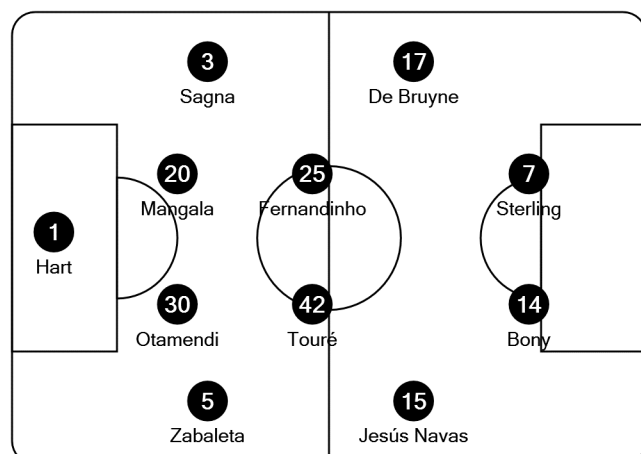 3
Sagna
17
De Bruyne
20
Mangala
25
Fernandinho
7
Sterling
1
Hart
30
Otamendi
42
Touré
14
Bony
5
Zabaleta
15
Jesús Navas